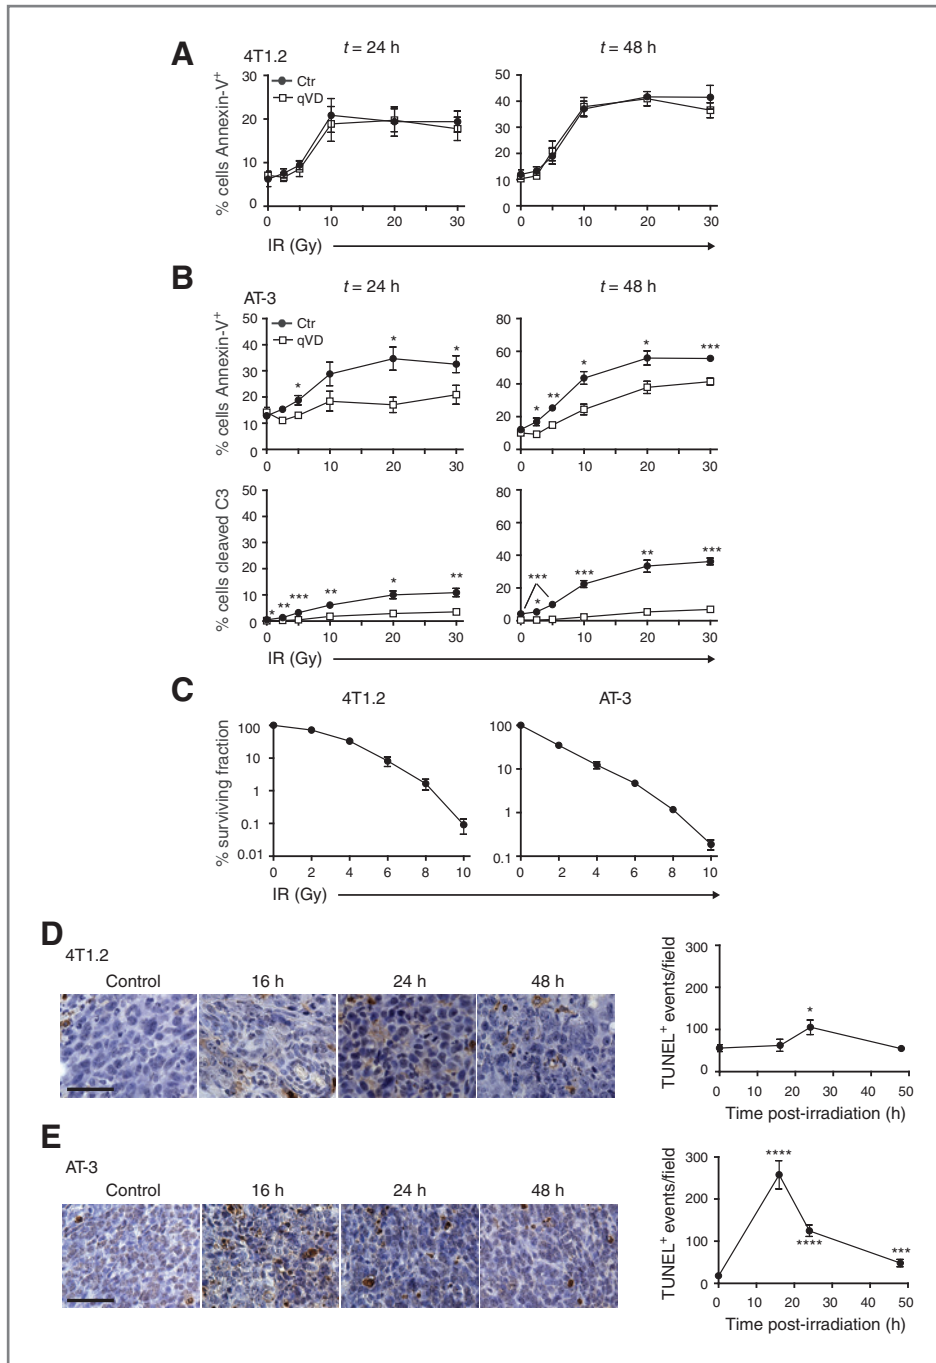 A
4T1.2
t = 24 h
t = 48 h
% cells Annexin-V+
30
20
10
0
Ctr
qVD
0 10 20 30
50
40
30
20
10
0
0 10 20 30
IR (Gy)
B
AT-3
t = 24 h
t = 48 h
% cells Annexin-V+
50
40
30
20
10
0
Ctr
qVD
* * *
0 10 20 30
80
60
40
20
0
* ** * * ***
0 10 20 30
% cells cleaved C3
50
40
30
20
10
0
* ** *** ** * **
0 10 20 30
80
60
40
20
0
*** * *** ** ***
0 10 20 30
IR (Gy)
C
4T1.2
AT-3
% surviving fraction
100
10
1
0.1
0.01
0 2 4 6 8 10
100
10
1
0.1
0 2 4 6 8 10
IR (Gy)
D
4T1.2
Control 16 h 24 h 48 h
TUNEL+ events/field
300
200
100
0
*
0 10 20 30 40 50
Time post-irradiation (h)
E
AT-3
Control 16 h 24 h 48 h
TUNEL+ events/field
300
200
100
0
****
****
***
0 10 20 30 40 50
Time post-irradiation (h)